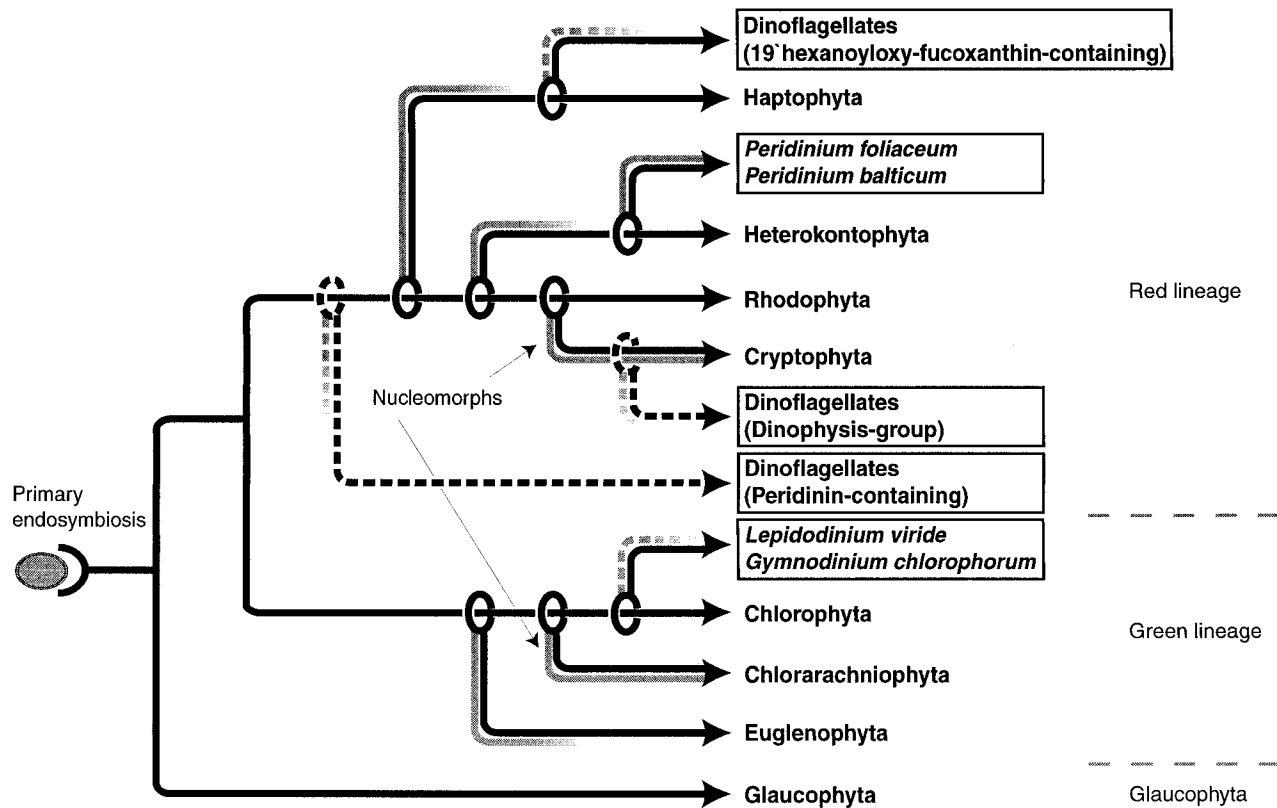 Dinoflagellates
(19`hexanoyloxy-fucoxanthin-containing)
Haptophyta
Peridinium foliaceum
Peridinium balticum
Heterokontophyta
Rhodophyta
Red lineage
Cryptophyta
Nucleomorphs
Dinoflagellates
(Dinophysis-group)
Dinoflagellates
(Peridinin-containing)
Primary
endosymbiosis
Lepidodinium viride
Gymnodinium chlorophorum
Chlorophyta
Green lineage
Chlorarachniophyta
Euglenophyta
Glaucophyta
Glaucophyta